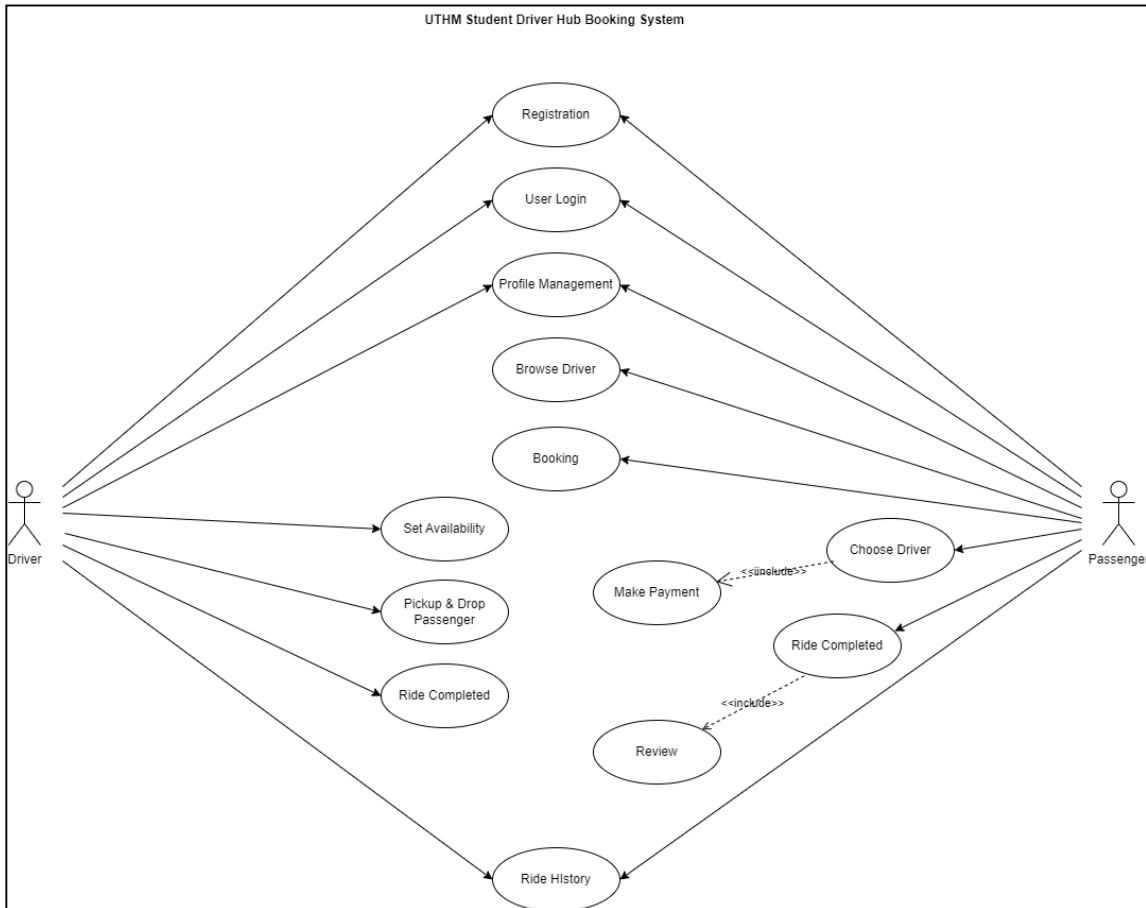 UTHM Student Driver Hub Booking System
Registration
User Login
Profile Management
Browse Driver
Booking
Driver
Passenger
Set Availability
Choose Driver
<<iinclude>>
Make Payment
Pickup & Drop
Passenger
Ride Completed
Ride Completed
<<include>>
Review
Ride HIstory